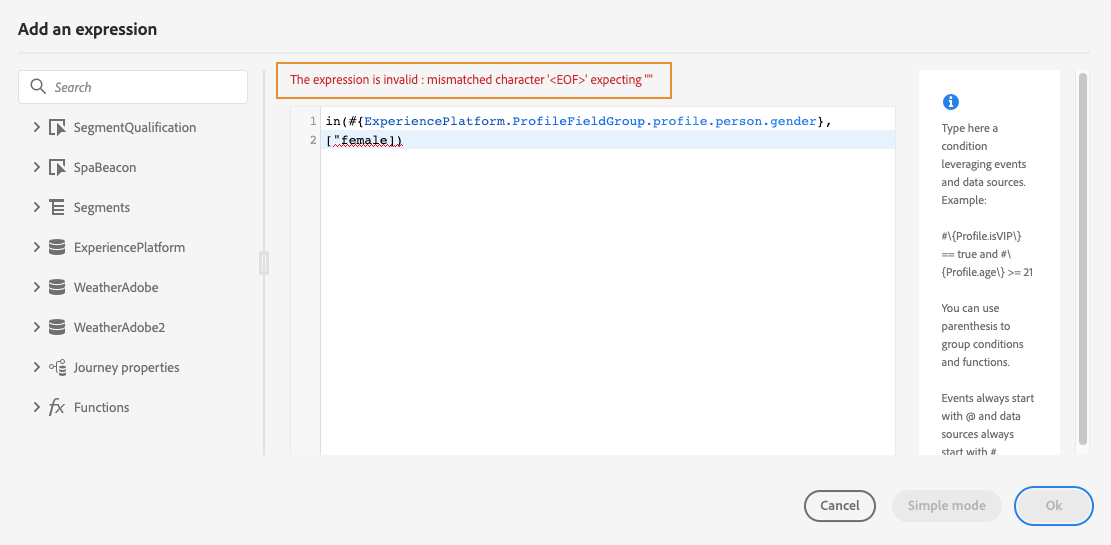 Add an expression
Search
SegmentQualification
SpaBeacon
Segments
ExperiencePlatform
WeatherAdobe
WeatherAdobe2
Journey properties
fx Functions
The expression is invalid : mismatched character '<EOF>' expecting '"'
1 in(#{ExperiencePlatform.ProfileFieldGroup.profile.person.gender},
2 ["female])
Type here a
condition
leveraging events
and data sources.
Example:
#\{Profile.isVIP\}
== true and #\
{Profile.age\} >= 21
You can use
parenthesis to
group conditions
and functions.
Events always start
with @ and data
sources always
start with #.
Cancel
Simple mode
Ok